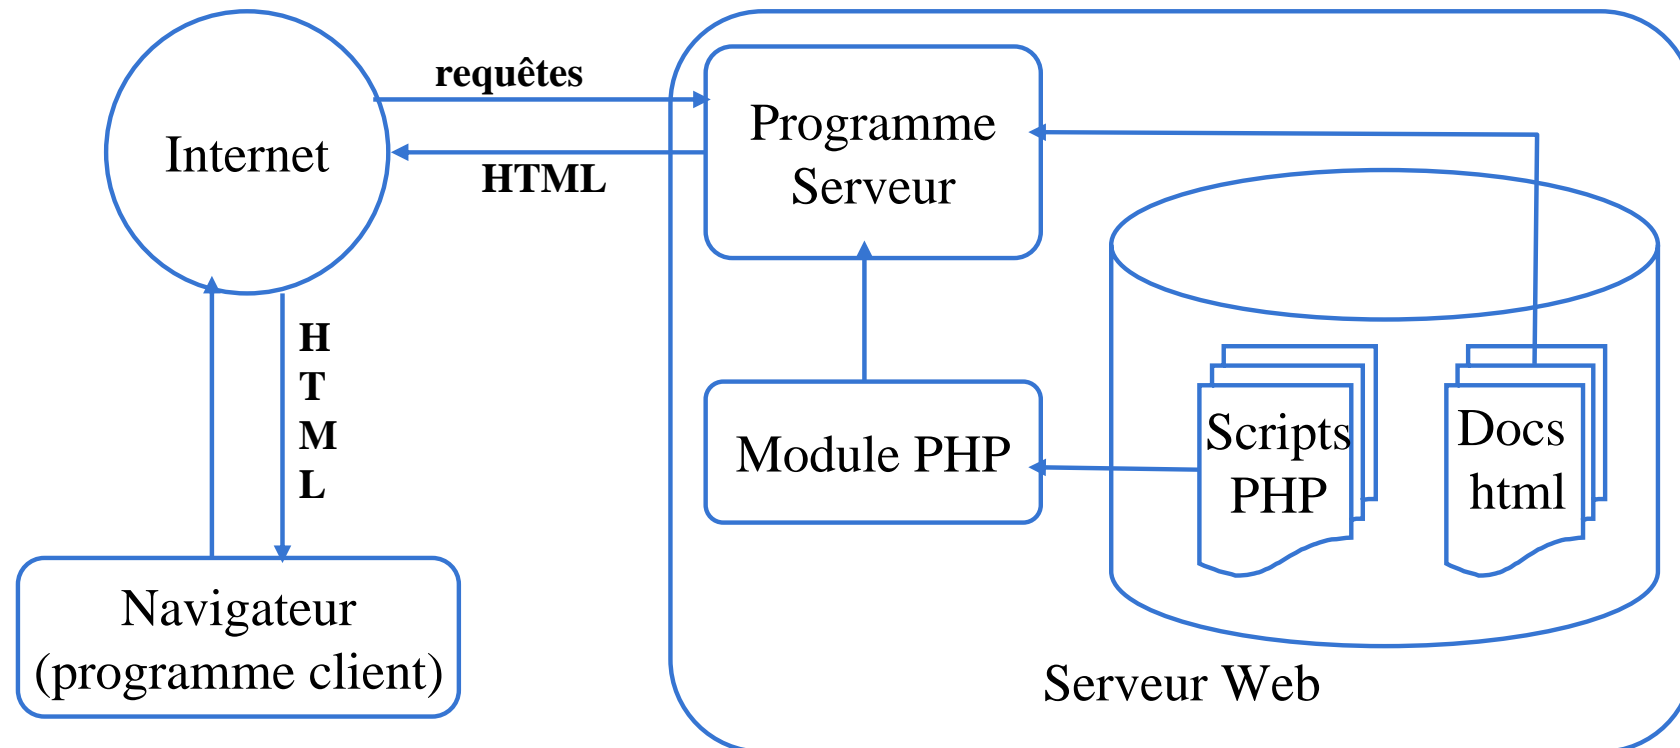 requêtes
Internet
HTML
Programme
Serveur
H
T
M
L
Module PHP
Scripts
PHP
Docs
html
Navigateur
(programme client)
Serveur Web